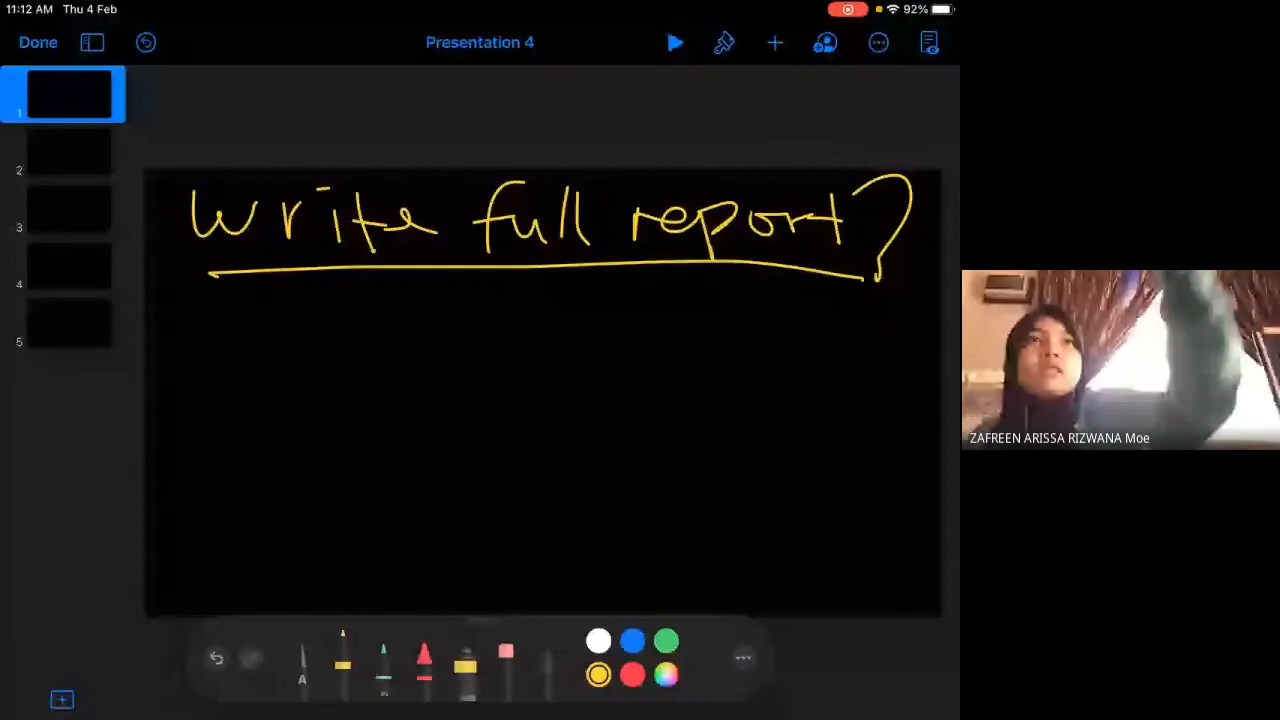 11:12 AM Thu 4 Feb
92%
Done
Presentation 4
1
2
3
4
5
Write full report?
A
ZAFREEN ARISSA RIZWANA Moe